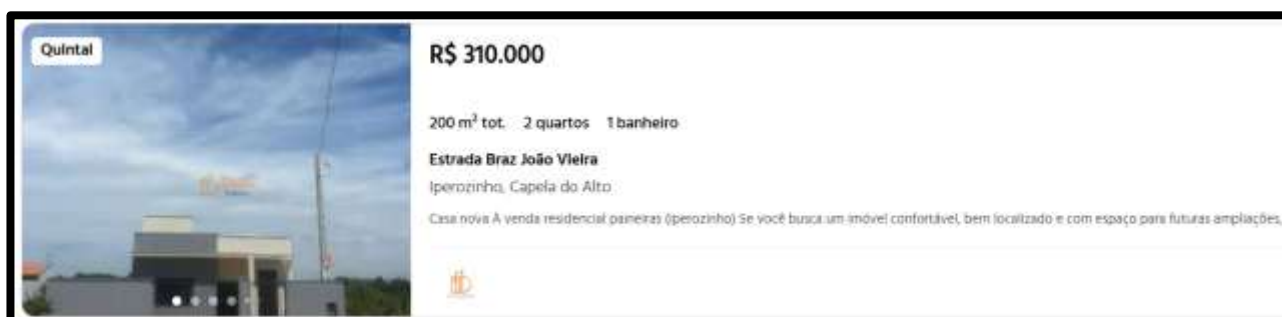 Quintal
R$ 310.000
200 m² tot. 2 quartos 1 banheiro
Estrada Braz João Vieira
Iperozinho, Capela do Alto
Casa nova À venda residencial paineiras (iperozinho) Se você busca um imóvel confortável, bem localizado e com espaço para futuras ampliações,